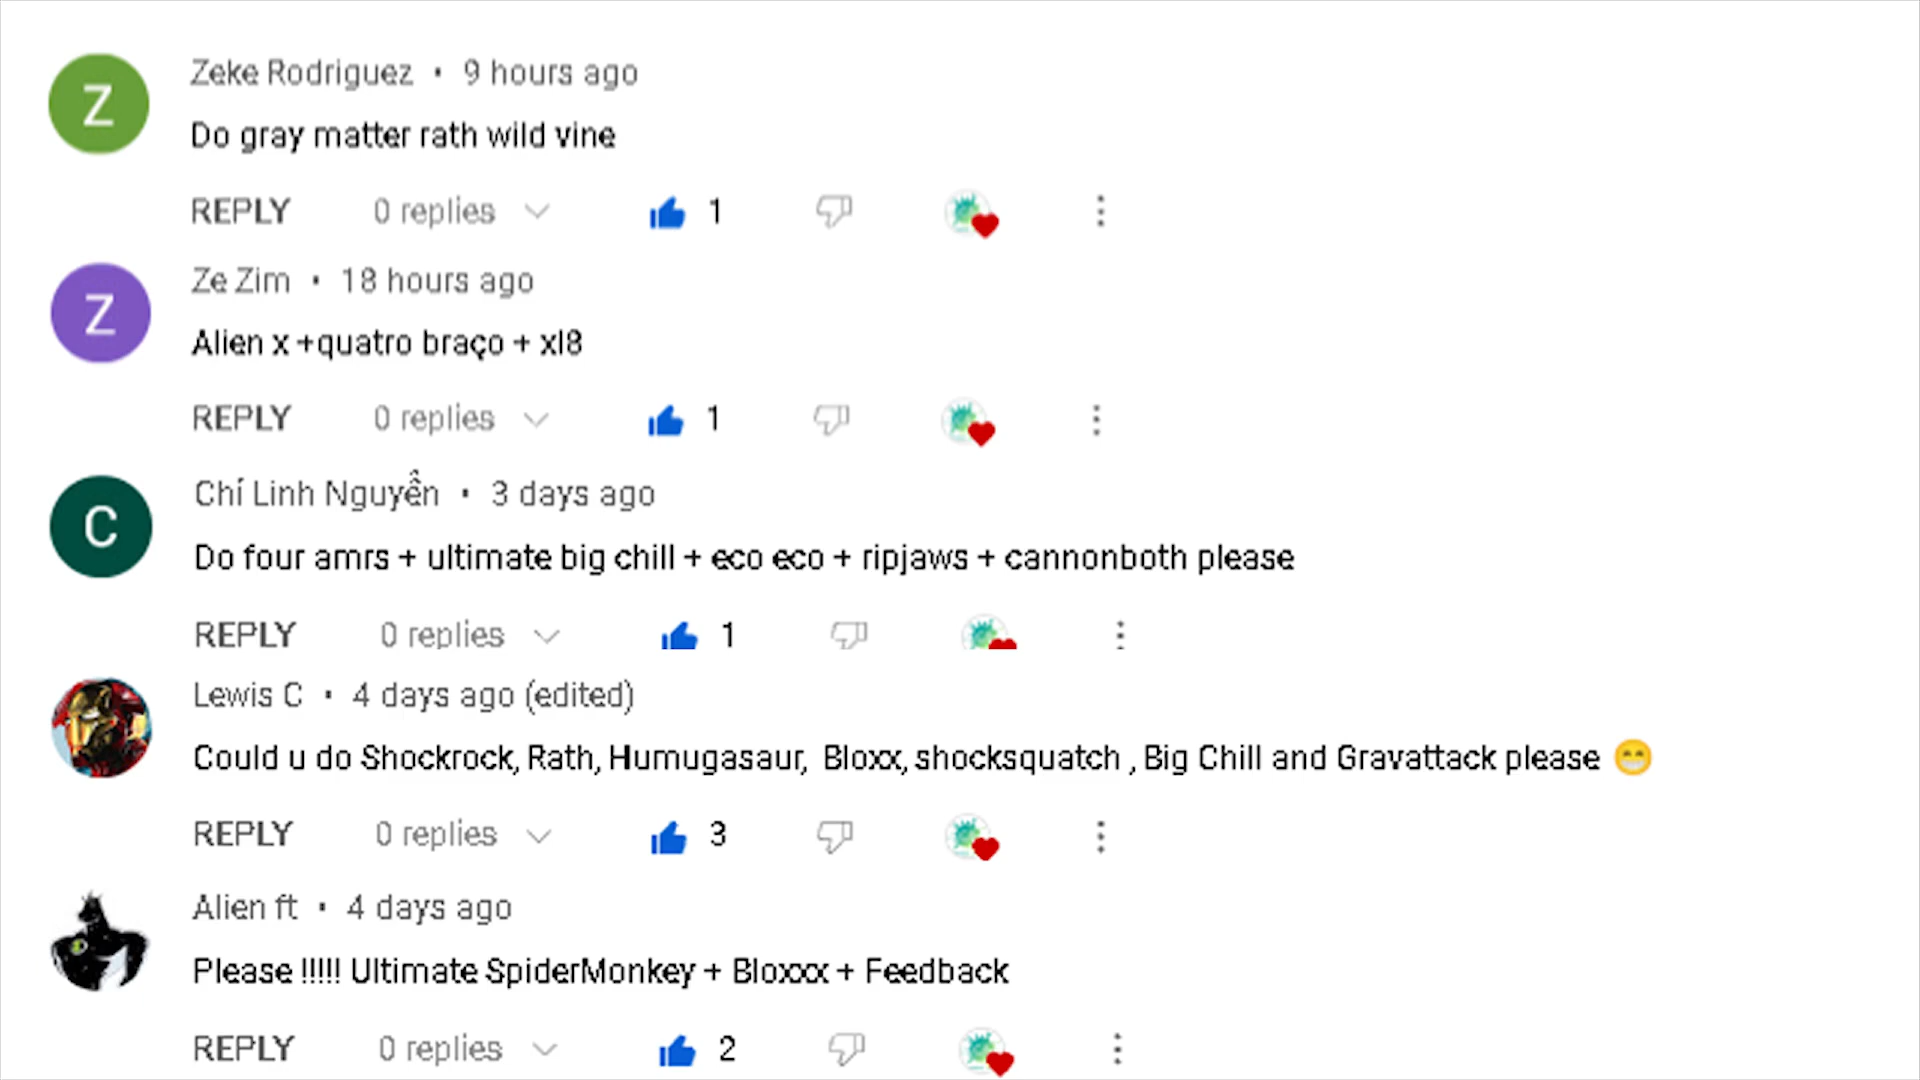 Z
Zeke Rodriguez • 9 hours ago
Do gray matter rath wild vine
REPLY 0 replies 1
Z
Ze Zim • 18 hours ago
Alien x +quatro braço + xl8
REPLY 0 replies 1
C
Chí Linh Nguyển • 3 days ago
Do four amrs + ultimate big chill + eco eco + ripjaws + cannonboth please
REPLY 0 replies 1
Lewis C • 4 days ago (edited)
Could u do Shockrock, Rath, Humugasaur, Bloxx, shocksquatch , Big Chill and Gravattack please 😁
REPLY 0 replies 3
Alien ft • 4 days ago
Please !!!!! Ultimate SpiderMonkey + Bloxxx + Feedback
REPLY 0 replies 2